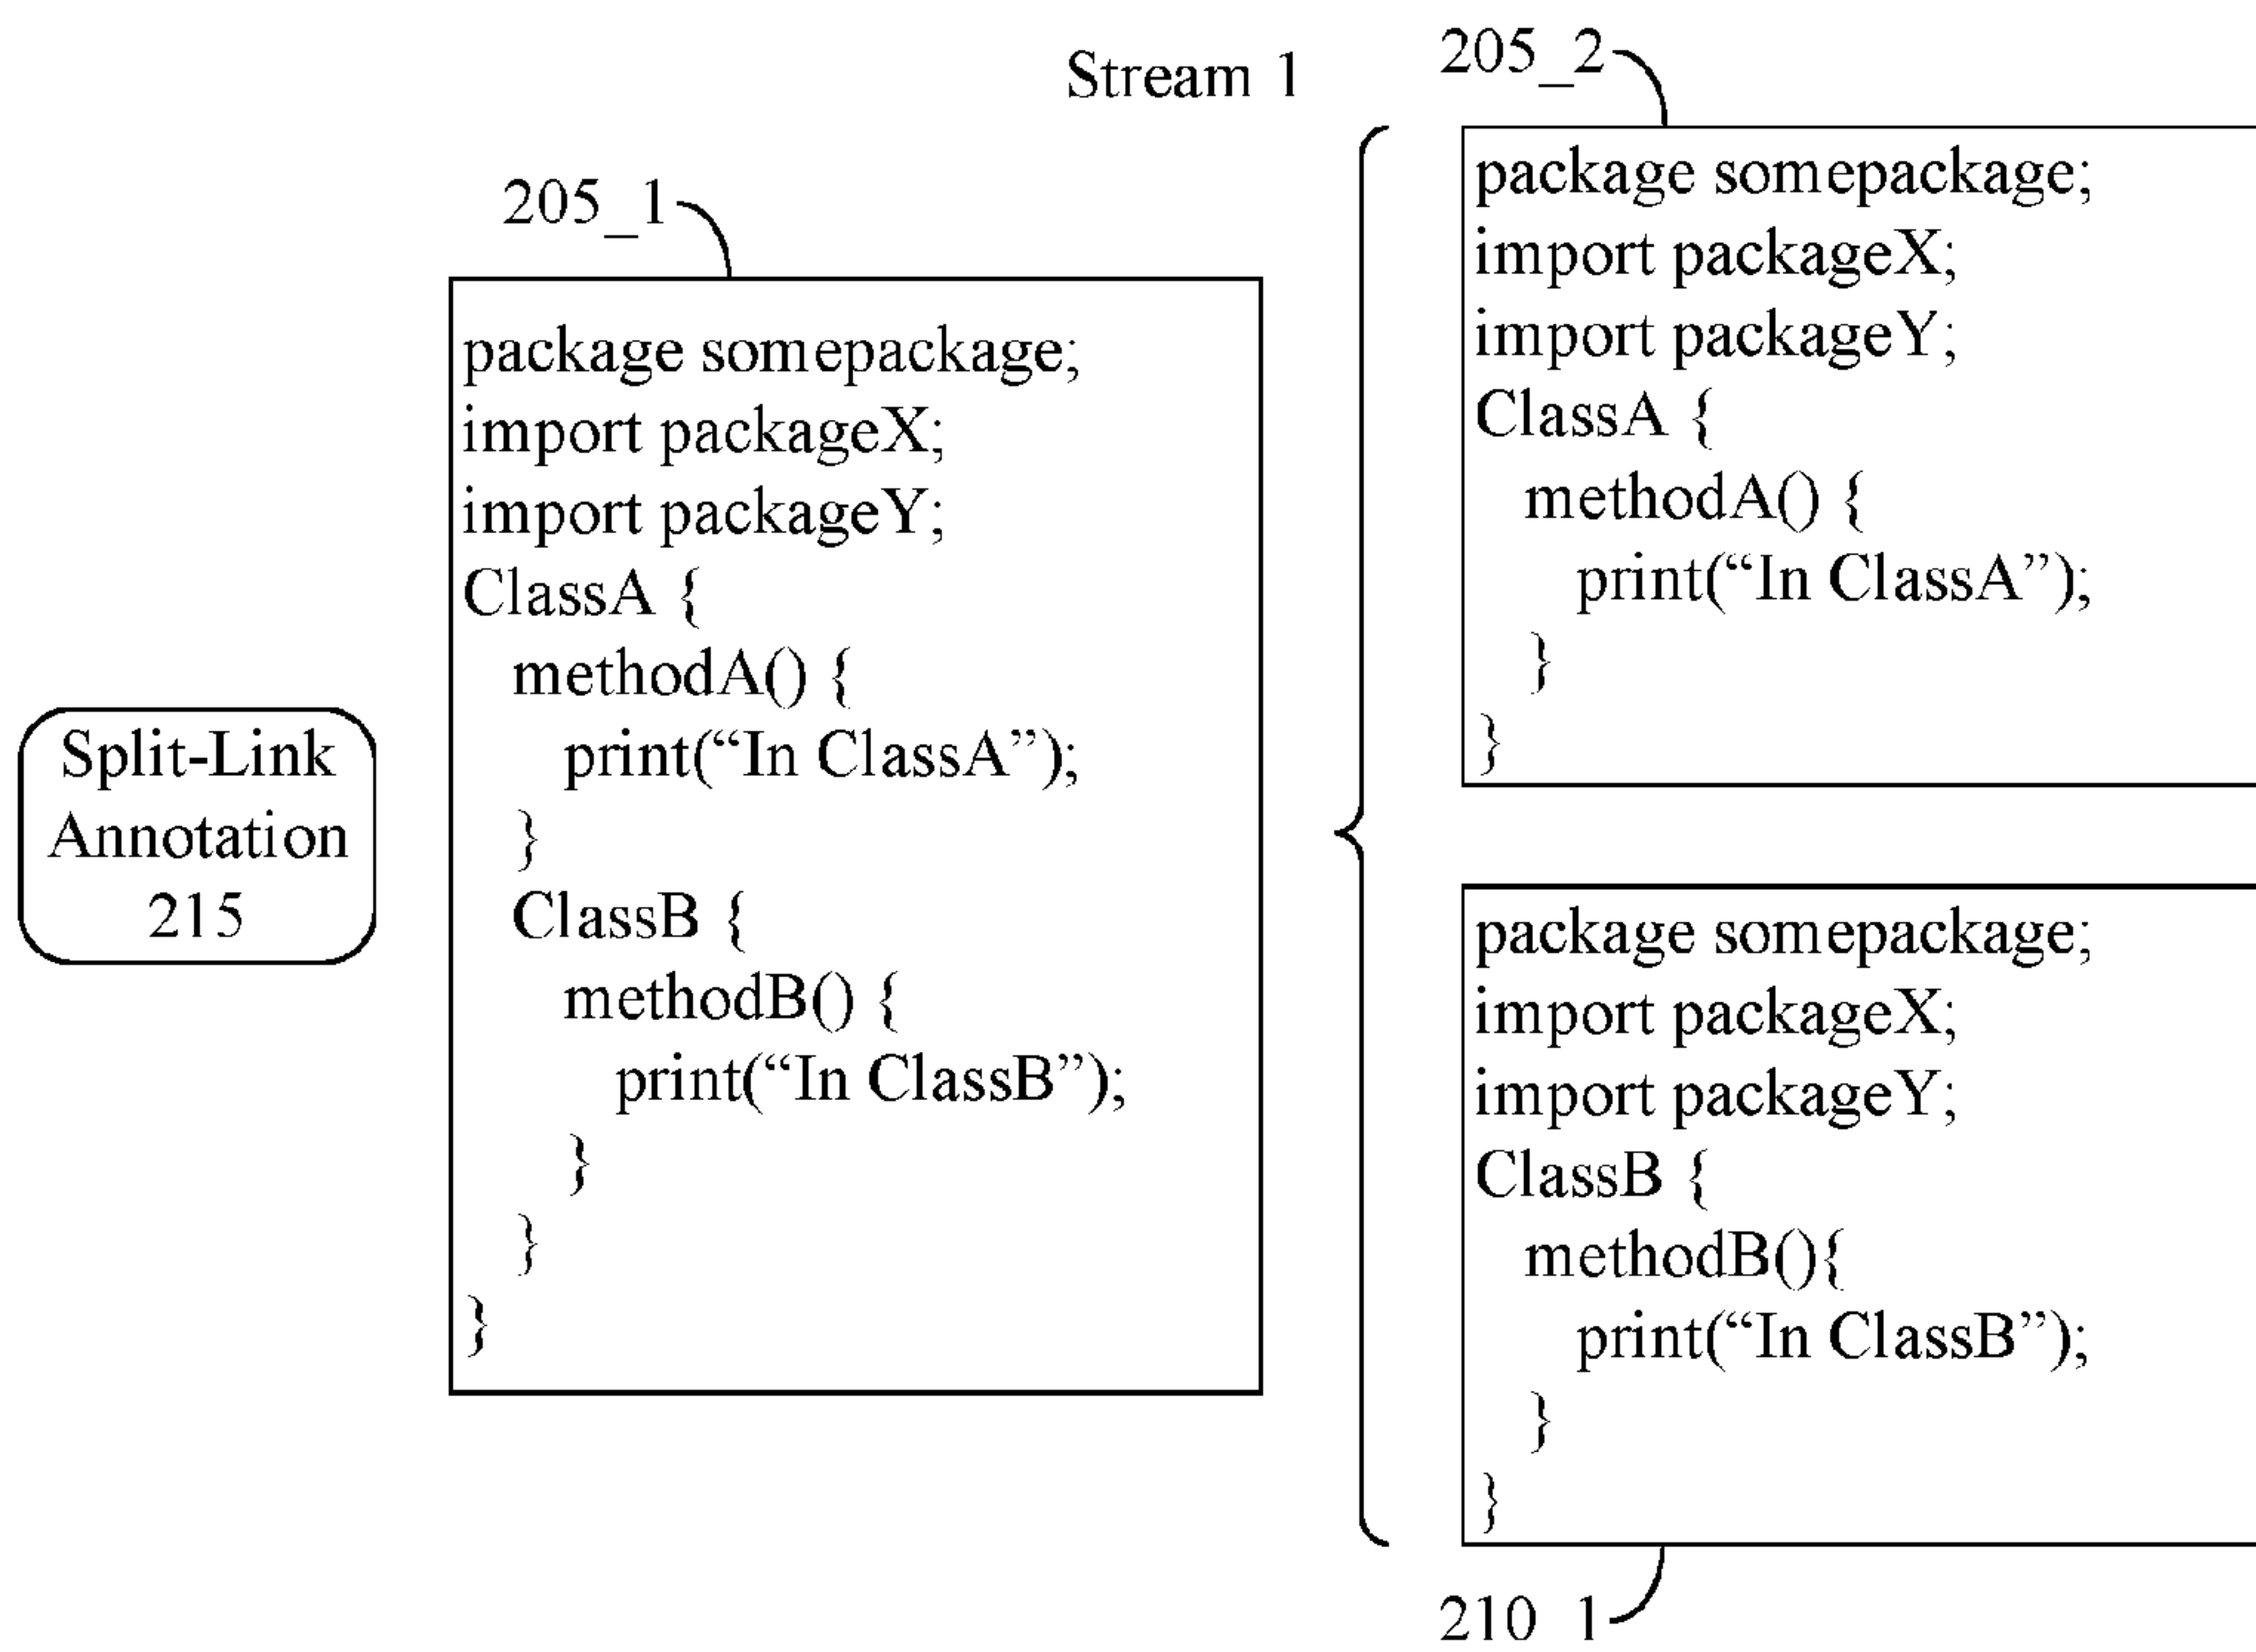 Stream 1
Split-Link
Annotation
215
205_1
package somepackage;
import packageX;
import packageY;
ClassA {
  methodA() {
    print(“In ClassA”);
  }
  ClassB {
    methodB() {
      print(“In ClassB”);
    }
  }
}
205_2
package somepackage;
import packageX;
import packageY;
ClassA {
  methodA() {
    print(“In ClassA”);
  }
}
package somepackage;
import packageX;
import packageY;
ClassB {
  methodB(){
    print(“In ClassB”);
  }
}
210_1